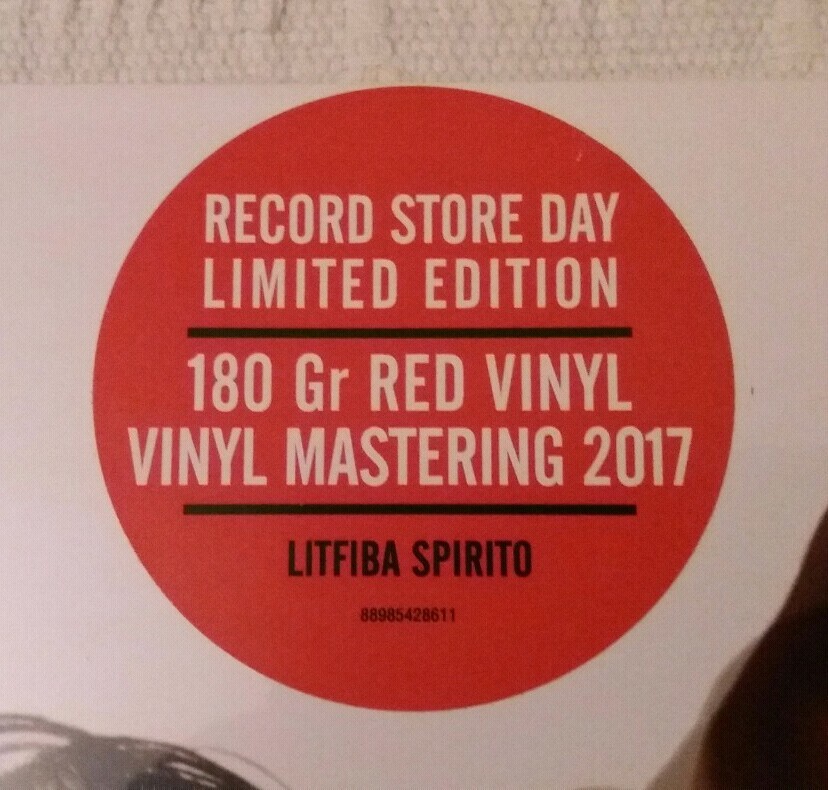 RECORD STORE DAY
LIMITED EDITION
180 Gr RED VINYL
VINYL MASTERING 2017
LITFIBA SPIRITO
88985428611